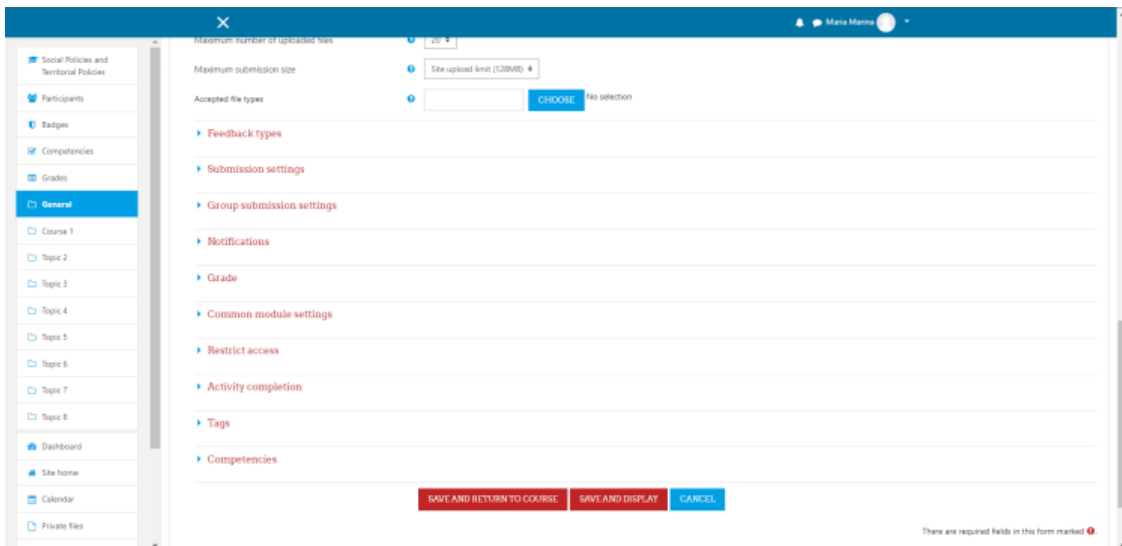 Maria Marina
Social Policies and
Territorial Policies
Participants
Badges
Competencies
Grades
General
Course 1
Topic 2
Topic 3
Topic 4
Topic 5
Topic 6
Topic 7
Topic 8
Dashboard
Site home
Calendar
Private files
Maximum number of uploaded files 20
Maximum submission size Site upload limit (128MB)
Accepted file types CHOOSE No selection
Feedback types
Submission settings
Group submission settings
Notifications
Grade
Common module settings
Restrict access
Activity completion
Tags
Competencies
SAVE AND RETURN TO COURSE SAVE AND DISPLAY CANCEL
There are required fields in this form marked